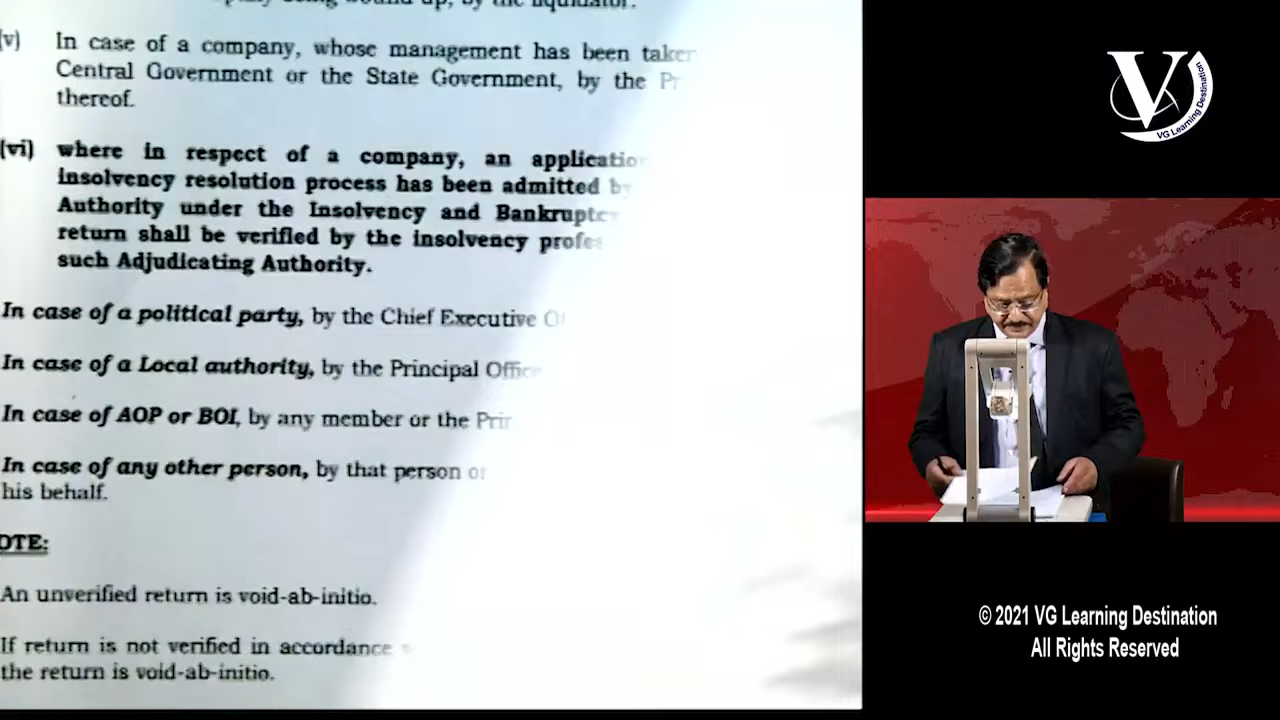 (v) In case of a company, whose management has been taken
Central Government or the State Government, by the
thereof.
(vi) where in respect of a company, an application
insolvency resolution process has been admitted by
Authority under the Insolvency and
return shall be verified by the insolvency
such Adjudicating Authority.
In case of a political party, by the Chief Executive
In case of a Local authority, by the Principal
In case of AOP or BOI, by any member or the
In case of any other person, by that person or
his behalf.
OTE:
An unverified return is void-ab-initio.
If return is not verified in accordance
the return is void-ab-initio.
V
VG Learning Destination
© 2021 VG Learning Destination
All Rights Reserved